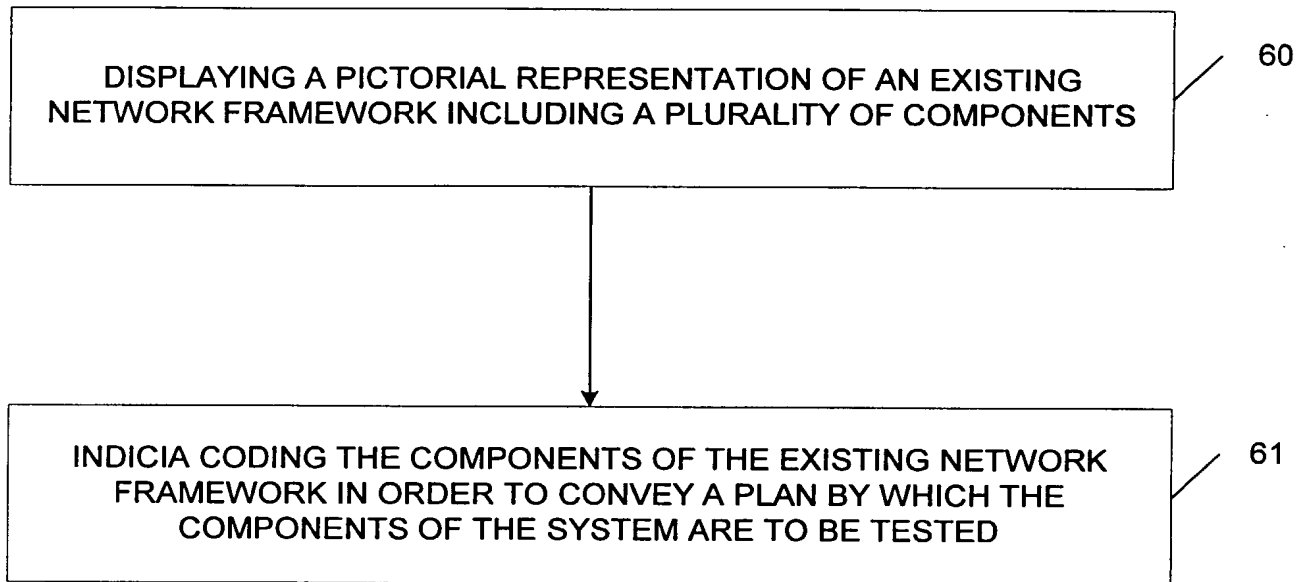 DISPLAYING A PICTORIAL REPRESENTATION OF AN EXISTING
NETWORK FRAMEWORK INCLUDING A PLURALITY OF COMPONENTS
60
INDICIA CODING THE COMPONENTS OF THE EXISTING NETWORK
FRAMEWORK IN ORDER TO CONVEY A PLAN BY WHICH THE
COMPONENTS OF THE SYSTEM ARE TO BE TESTED
61